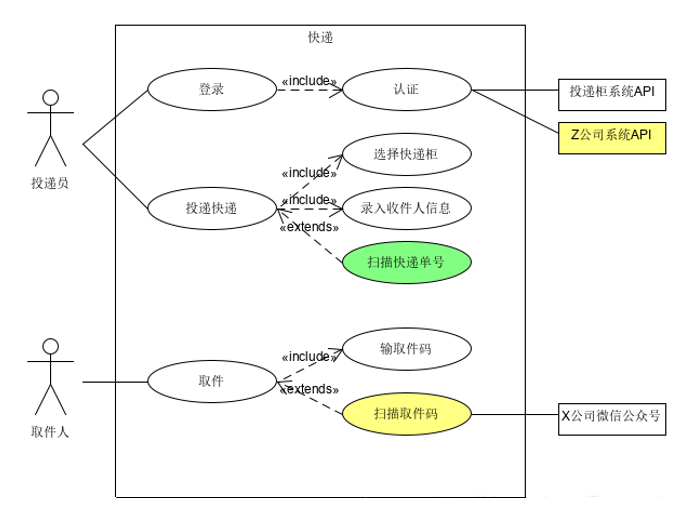 快递
登录
«include»
认证
投递柜系统API
Z公司系统API
投递员
选择快递柜
«include»
投递快递
«include»
录入收件人信息
«extends»
扫描快递单号
输取件码
«include»
取件
«extends»
扫描取件码
X公司微信公众号
取件人